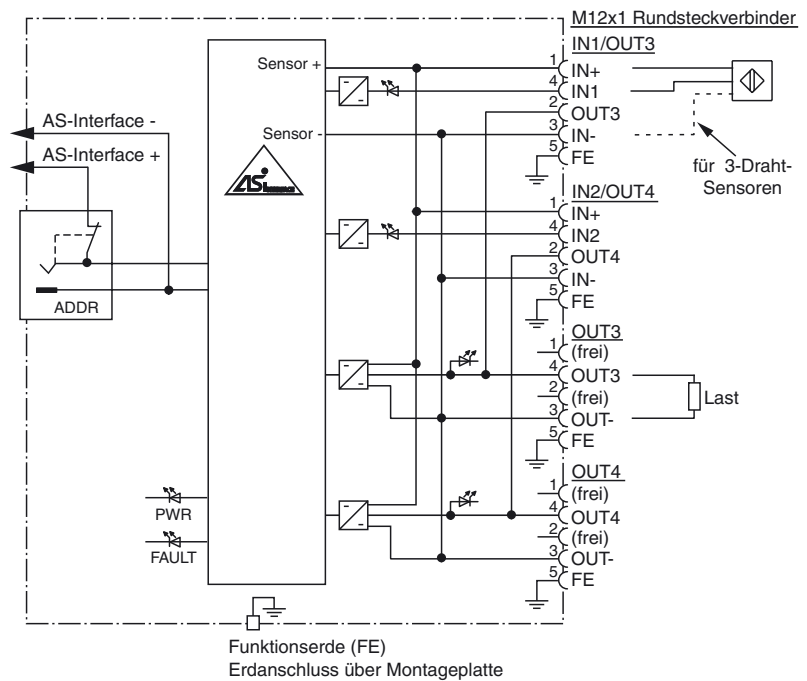 M12x1 Rundsteckverbinder
IN1/OUT3
Sensor +
1 IN+
4 IN1
2 OUT3
AS-Interface -
Sensor -
3 IN-
AS-Interface +
5 FE
für 3-Draht-
Sensoren
ASi
INTERFACE
IN2/OUT4
1 IN+
4 IN2
2 OUT4
3 IN-
5 FE
ADDR
OUT3
1 (frei)
4 OUT3
2 (frei)
Last
3 OUT-
5 FE
OUT4
1 (frei)
PWR
4 OUT4
2 (frei)
FAULT
3 OUT-
5 FE
Funktionserde (FE)
Erdanschluss über Montageplatte